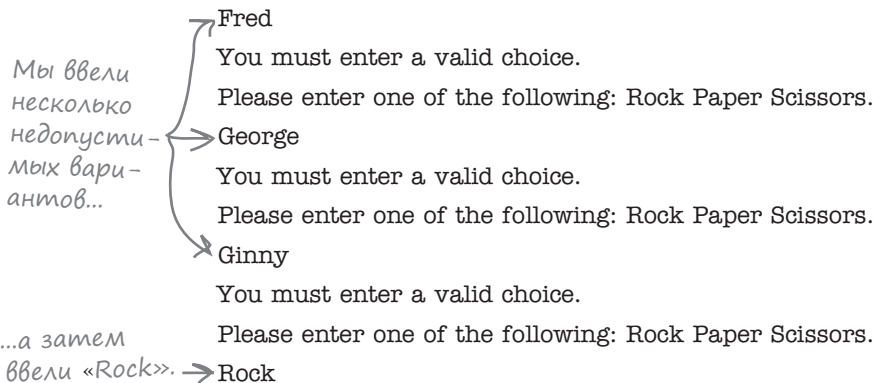 Fred
You must enter a valid choice.
Мы ввели
несколько
недопусти-
мых вари-
антов...
Please enter one of the following: Rock Paper Scissors.
George
You must enter a valid choice.
Please enter one of the following: Rock Paper Scissors.
Ginny
You must enter a valid choice.
Please enter one of the following: Rock Paper Scissors.
...а затем
ввели «Rock».
Rock